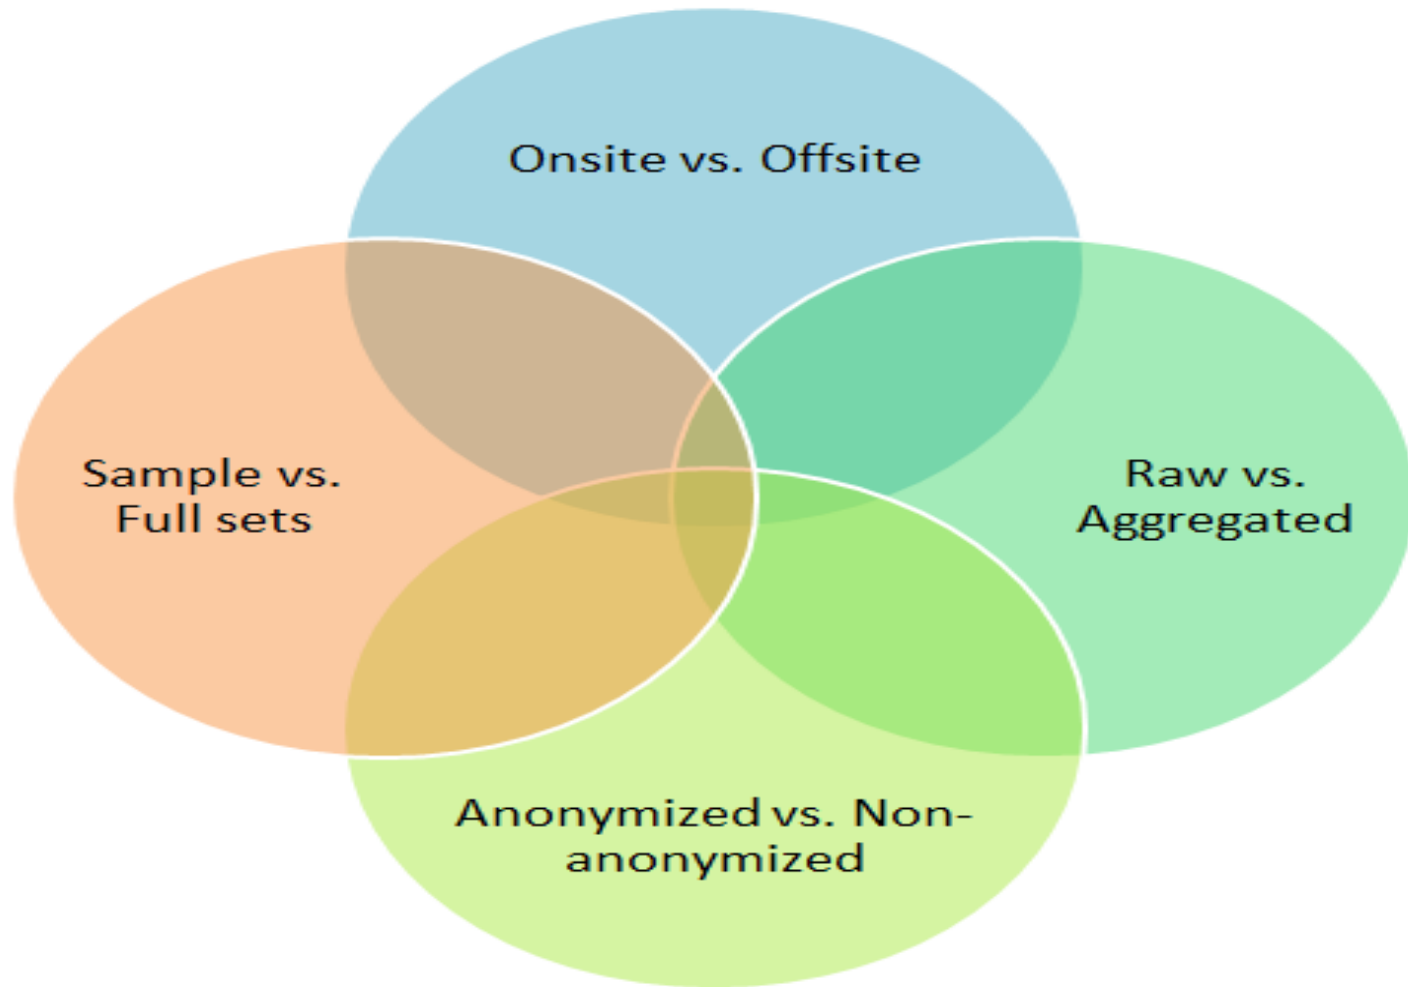 Onsite vs. Offsite
Sample vs.
Full sets
Raw vs.
Aggregated
Anonymized vs. Non-
anonymized